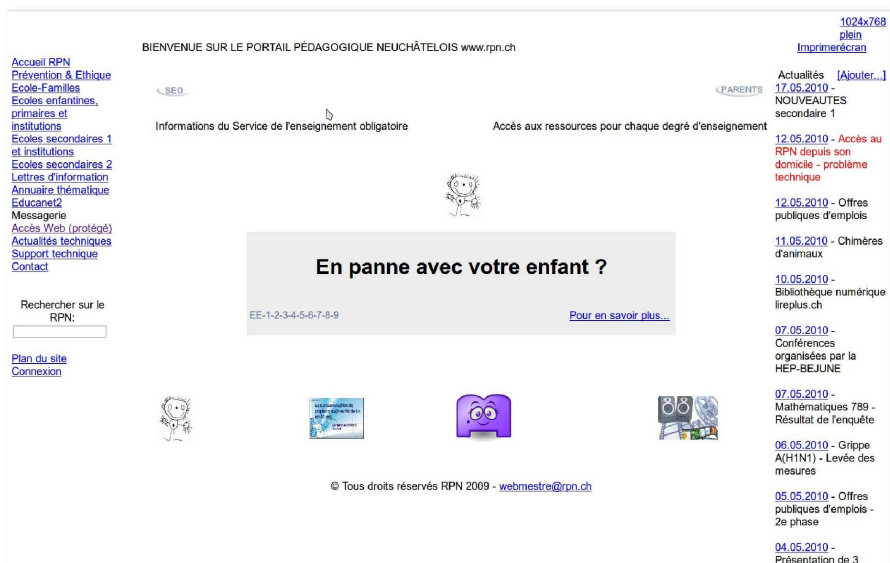 1024x768
plein
Imprimerécran
BIENVENUE SUR LE PORTAIL PÉDAGOGIQUE NEUCHÂTELOIS www.rpn.ch
Accueil RPN
Prévention & Ethique
Ecole-Familles
Ecoles enfantines,
primaires et
institutions
Ecoles secondaires 1
et institutions
Ecoles secondaires 2
Lettres d'information
Annuaire thématique
Educanet2
Messagerie
Accès Web (protégé)
Actualités techniques
Support technique
Contact
Rechercher sur le
RPN:
Plan du site
Connexion
SEO
PARENTS
Informations du Service de l'enseignement obligatoire
Accès aux ressources pour chaque degré d'enseignement
En panne avec votre enfant ?
EE-1-2-3-4-5-6-7-8-9
Pour en savoir plus...
© Tous droits réservés RPN 2009 - webmestre@rpn.ch
Actualités [Ajouter...]
17.05.2010 -
NOUVEAUTES
secondaire 1
12.05.2010 - Accès au
RPN depuis son
domicile - problème
technique
12.05.2010 - Offres
publiques d'emplois
11.05.2010 - Chimères
d'animaux
10.05.2010 -
Bibliothèque numérique
lireplus.ch
07.05.2010 -
Conférences
organisées par la
HEP-BEJUNE
07.05.2010 -
Mathématiques 789 -
Résultat de l'enquête
06.05.2010 - Grippe
A(H1N1) - Levée des
mesures
05.05.2010 - Offres
publiques d'emplois -
2e phase
04.05.2010 -
Présentation de 3